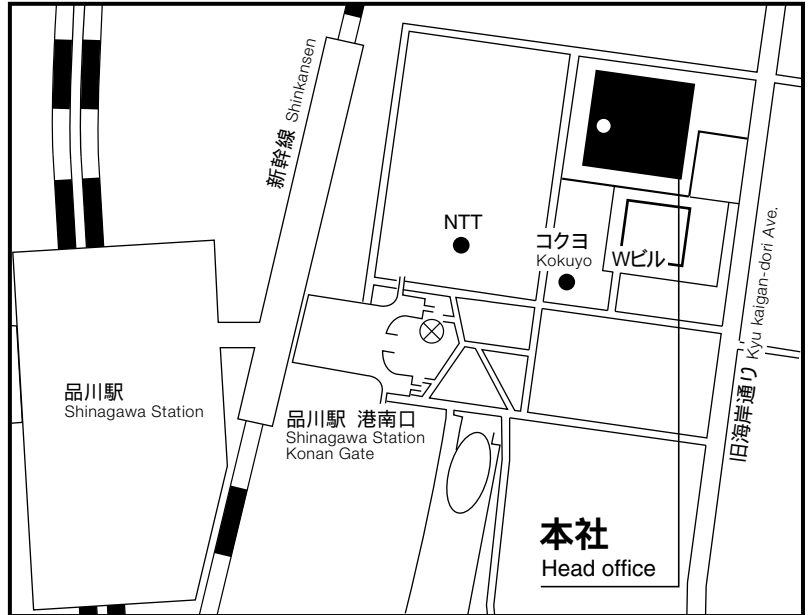 新幹線 Shinkansen
NTT
コクヨ
Kokuyo
Wビル
旧海岸通り Kyu kaigan-dori Ave.
品川駅
Shinagawa Station
品川駅 港南口
Shinagawa Station
Konan Gate
本社
Head office